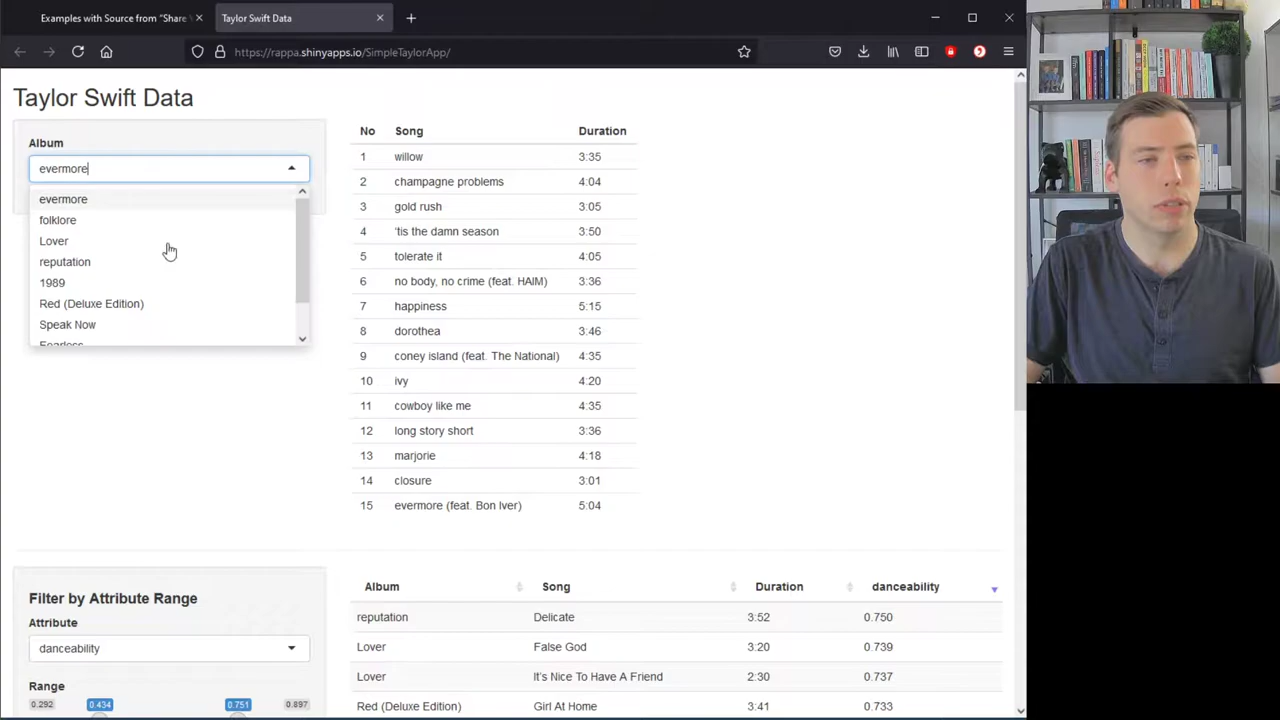 Examples with Source from “Share
Taylor Swift Data
https://rappa.shinyapps.io/SimpleTaylorApp/
Taylor Swift Data
Album
evermore
evermore
folklore
Lover
reputation
1989
Red (Deluxe Edition)
Speak Now
Fearless
No Song Duration
1 willow 3:35
2 champagne problems 4:04
3 gold rush 3:05
4 ‘tis the damn season 3:50
5 tolerate it 4:05
6 no body, no crime (feat. HAIM) 3:36
7 happiness 5:15
8 dorothea 3:46
9 coney island (feat. The National) 4:35
10 ivy 4:20
11 cowboy like me 4:35
12 long story short 3:36
13 marjorie 4:18
14 closure 3:01
15 evermore (feat. Bon Iver) 5:04
Filter by Attribute Range
Attribute
danceability
Range
0.292 0.434 0.751 0.897
Album Song Duration danceability
reputation Delicate 3:52 0.750
Lover False God 3:20 0.739
Lover It’s Nice To Have A Friend 2:30 0.737
Red (Deluxe Edition) Girl At Home 3:41 0.733